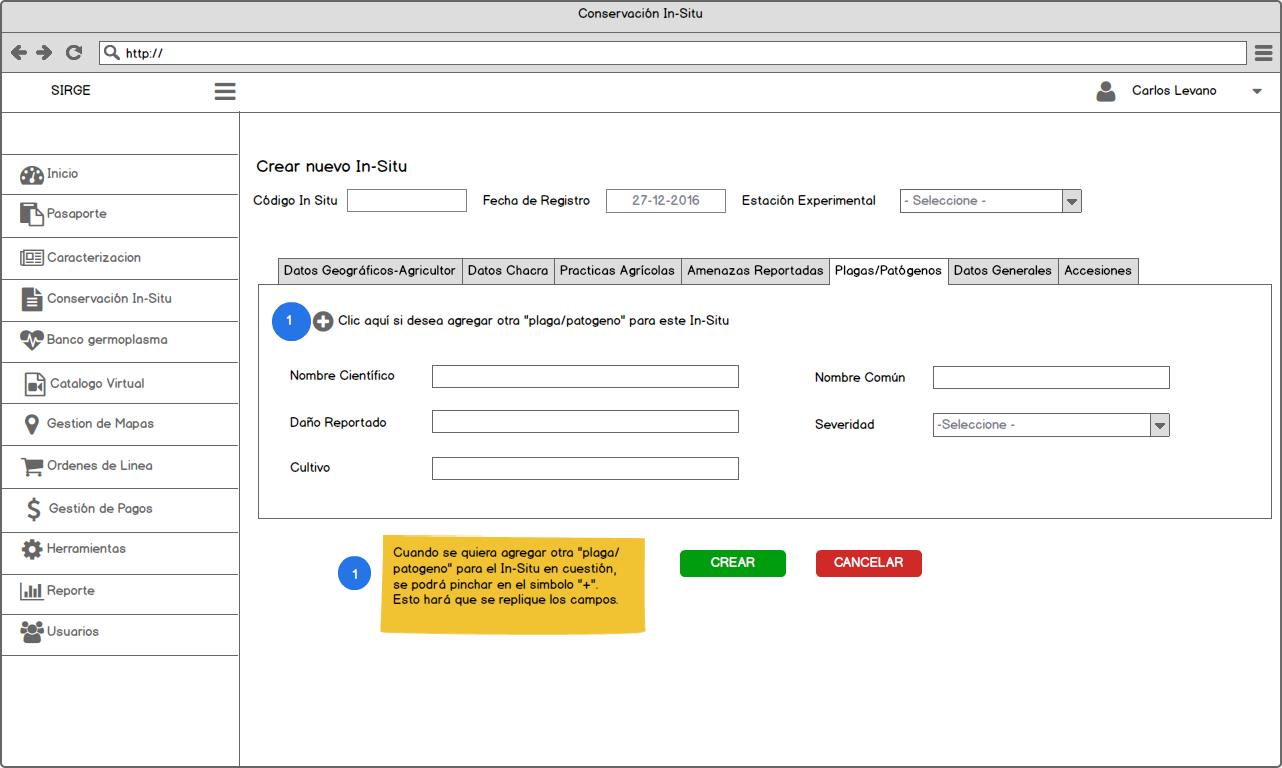 Conservación In-Situ
http://
SIRGE
Carlos Levano
Inicio
Pasaporte
Caracterizacion
Conservación In-Situ
Banco germoplasma
Catalogo Virtual
Gestion de Mapas
Ordenes de Linea
Gestión de Pagos
Herramientas
Reporte
Usuarios
Crear nuevo In-Situ
Código In Situ
Fecha de Registro
27-12-2016
Estación Experimental
- Seleccione -
Datos Geográficos-Agricultor
Datos Chacra
Practicas Agrícolas
Amenazas Reportadas
Plagas/Patógenos
Datos Generales
Accesiones
1
Clic aquí si desea agregar otra "plaga/patogeno" para este In-Situ
Nombre Científico
Nombre Común
Daño Reportado
Severidad
-Seleccione -
Cultivo
1
Cuando se quiera agregar otra "plaga/
patogeno" para el In-Situ en cuestión,
se podrá pinchar en el simbolo "+".
Esto hará que se replique los campos.
CREAR
CANCELAR